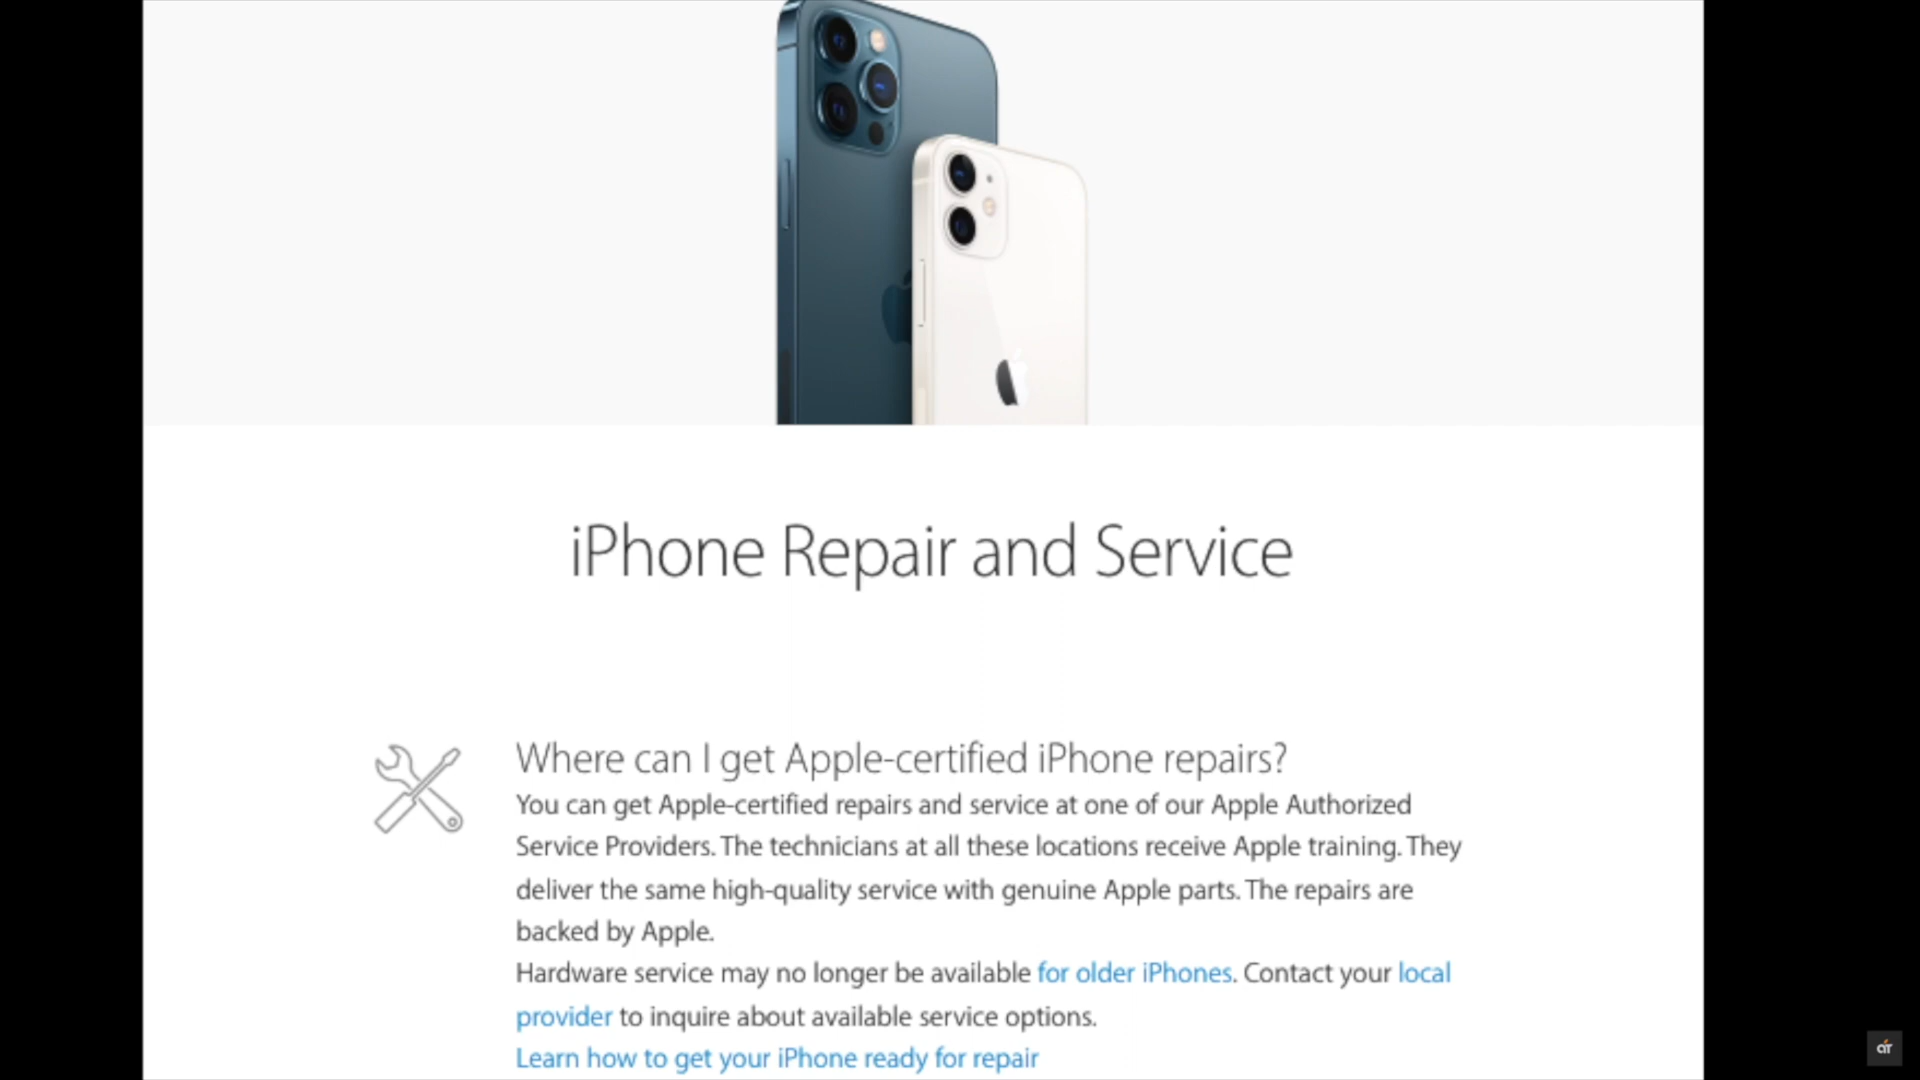 iPhone Repair and Service
Where can I get Apple-certified iPhone repairs?
You can get Apple-certified repairs and service at one of our Apple Authorized
Service Providers. The technicians at all these locations receive Apple training. They
deliver the same high-quality service with genuine Apple parts. The repairs are
backed by Apple.
Hardware service may no longer be available for older iPhones. Contact your local
provider to inquire about available service options.
Learn how to get your iPhone ready for repair
ar